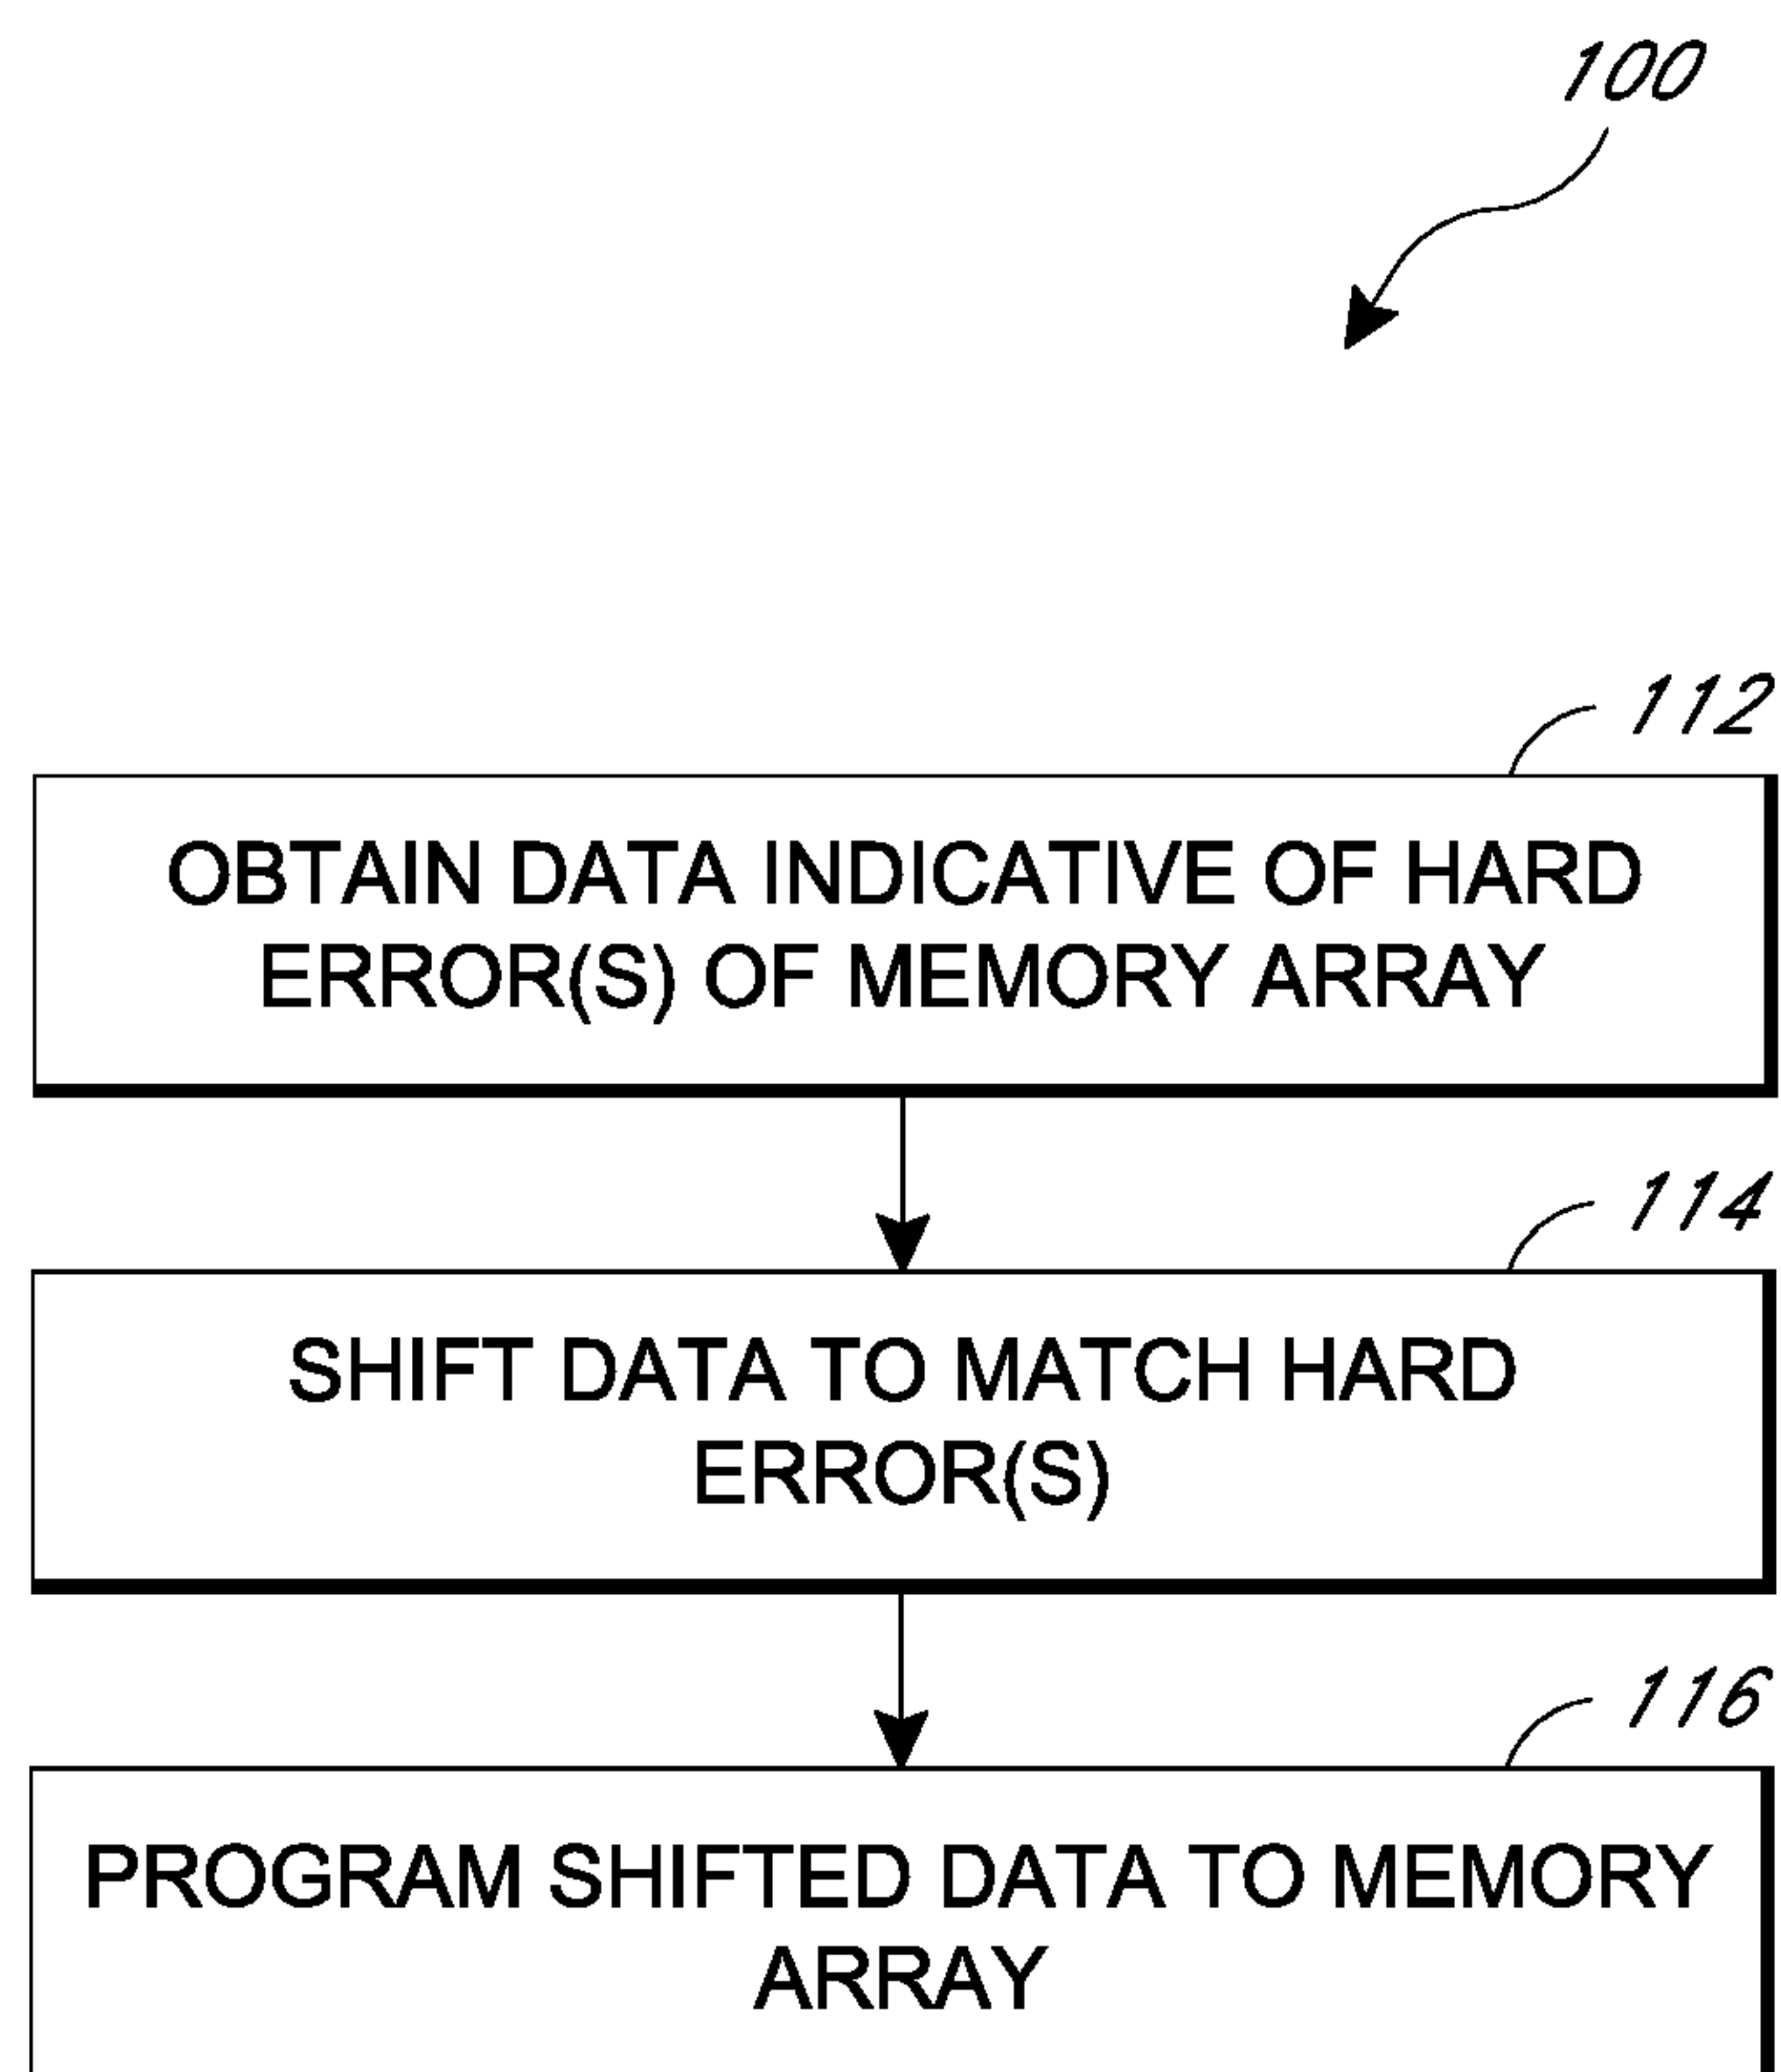 100
112
OBTAIN DATA INDICATIVE OF HARD
ERROR(S) OF MEMORY ARRAY
114
SHIFT DATA TO MATCH HARD
ERROR(S)
116
PROGRAM SHIFTED DATA TO MEMORY
ARRAY